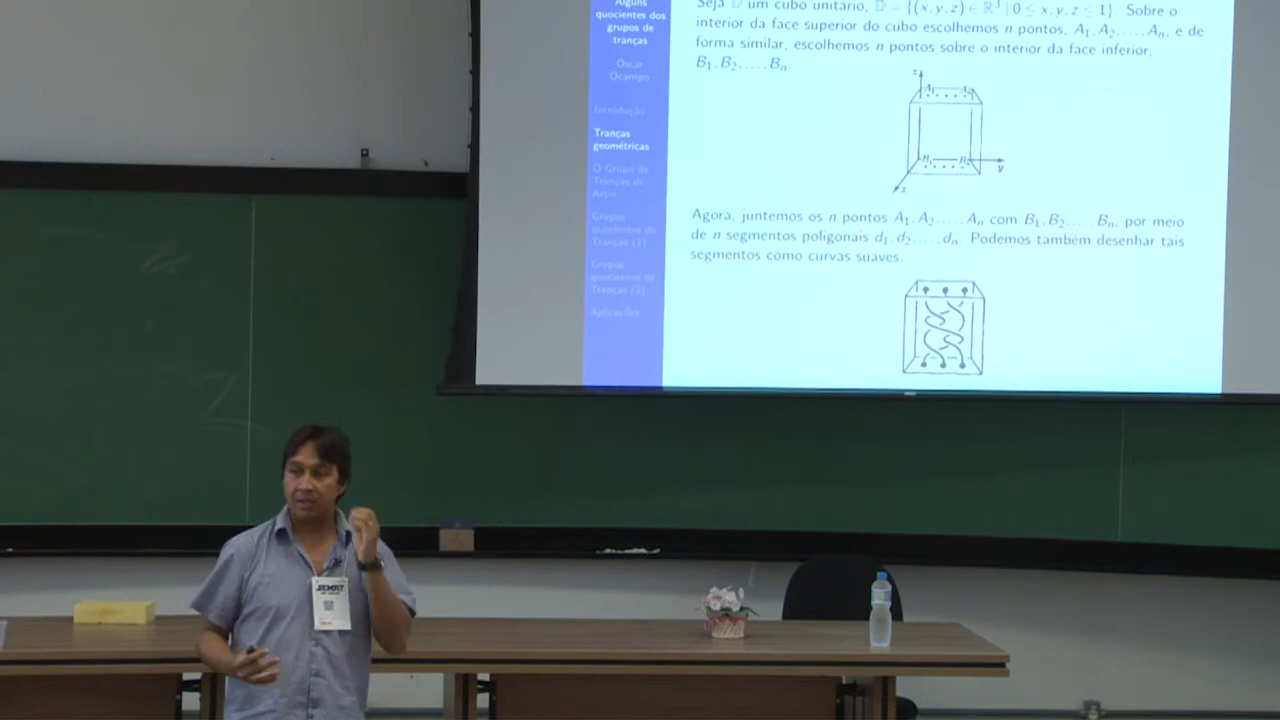 Alguns
quocientes dos
grupos de
tranças
Oscar
Ocampo
Introdução
Tranças
geométricas
O Grupo de
Tranças de
Artin
Grupos
quocientes de
Tranças (1)
Grupos
quocientes de
Tranças (2)
Aplicações
Seja 𝔻 um cubo unitário, 𝔻 = {(x, y, z) ∈ ℝ³ | 0 ≤ x, y, z ≤ 1}. Sobre o
interior da face superior do cubo escolhemos n pontos, A₁, A₂, . . . , Aₙ, e de
forma similar, escolhemos n pontos sobre o interior da face inferior,
B₁, B₂, . . . , Bₙ.
z
A₁
B₁
y
x
Agora, juntemos os n pontos A₁, A₂, . . . , Aₙ com B₁, B₂, . . . , Bₙ, por meio
de n segmentos poligonais d₁, d₂, . . . , dₙ. Podemos também desenhar tais
segmentos como curvas suaves.
SEMAT